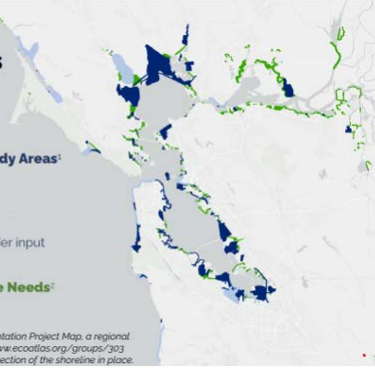 s
dy Areas¹
er input
e Needs²
tation Project Map, a regional
ww.ecoatlas.org/groups/303
ection of the shoreline in place.